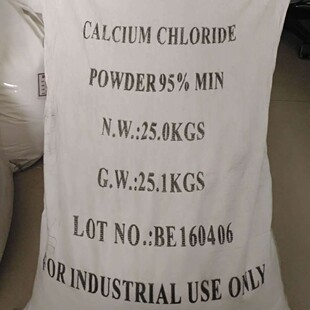 CALCIUM CHLORIDE
POWDER 95% MIN
N.W.:25.0KGS
G.W.:25.1KGS
LOT NO.:BE160406
FOR INDUSTRIAL USE ONLY